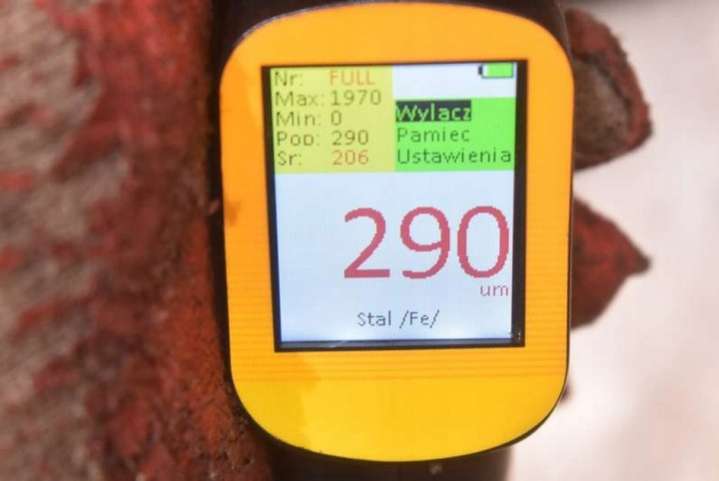 Nr: FULL
Max: 1970
Min: 0
Pop: 290
Sr: 206
Wylacz
Pamiec
Ustawienia
290
um
Stal /Fe/